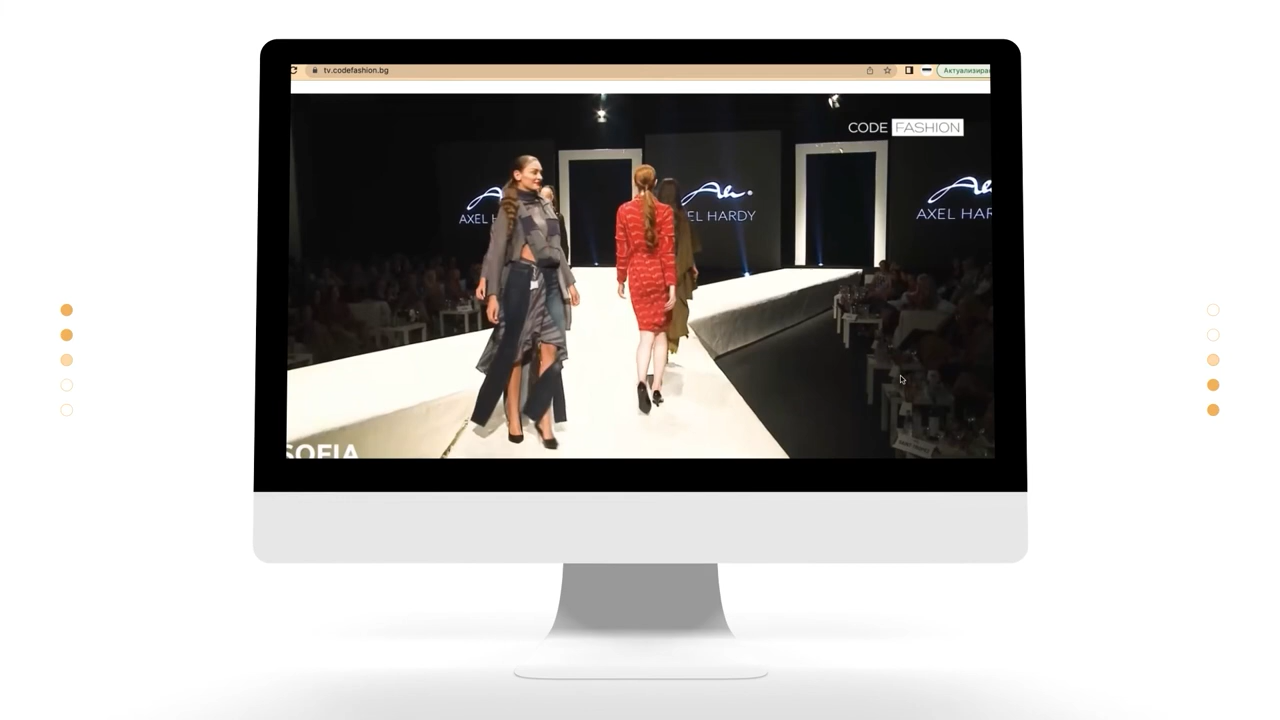 tv.codefashion.bg
Актуализира
CODE FASHION
AXEL H
EL HARDY
AXEL HAR
SOFIA